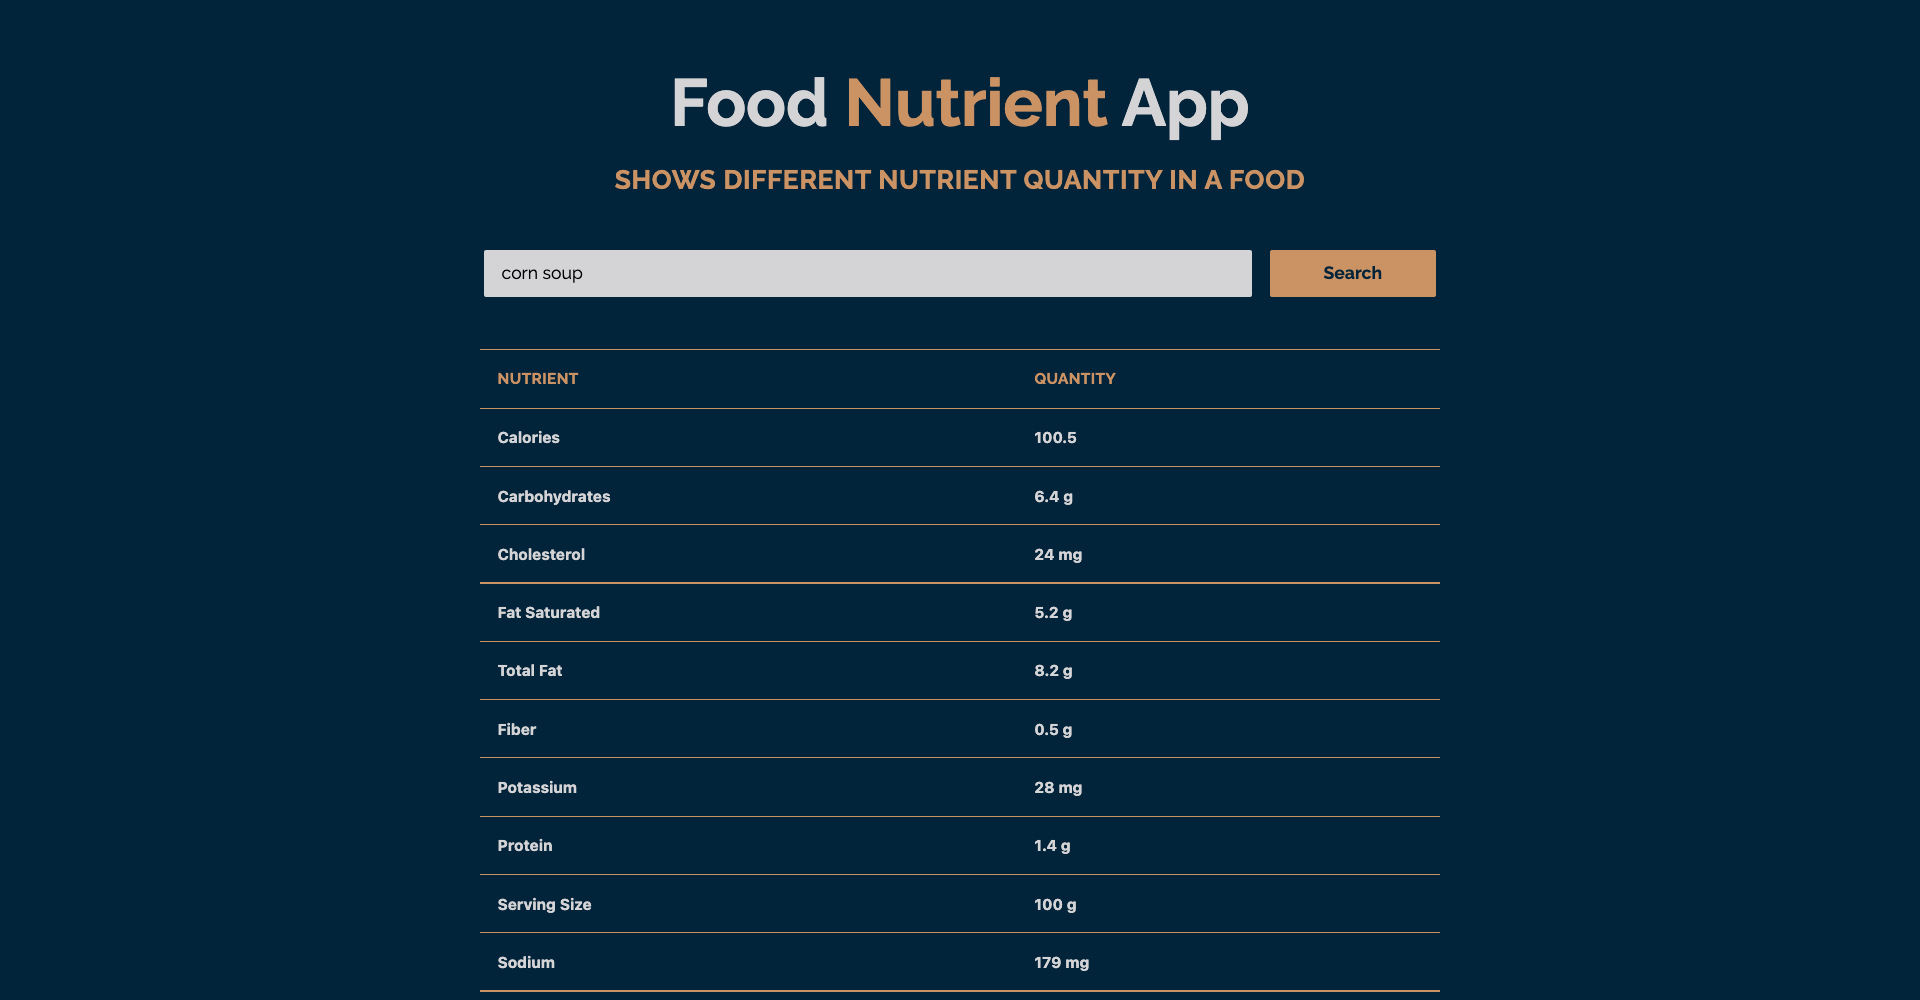 Food Nutrient App
SHOWS DIFFERENT NUTRIENT QUANTITY IN A FOOD
corn soup Search
NUTRIENT QUANTITY
Calories 100.5
Carbohydrates 6.4 g
Cholesterol 24 mg
Fat Saturated 5.2 g
Total Fat 8.2 g
Fiber 0.5 g
Potassium 28 mg
Protein 1.4 g
Serving Size 100 g
Sodium 179 mg